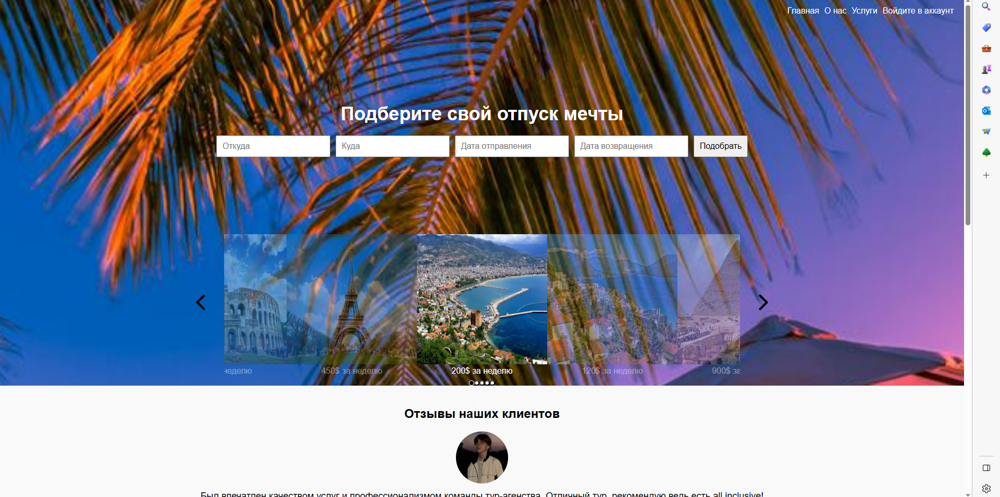 Главная О нас Услуги Войдите в аккаунт
Подберите свой отпуск мечты
Откуда Куда Дата отправления Дата возвращения Подобрать
неделю 450$ за неделю 200$ за неделю 120$ за неделю 900$ за
Отзывы наших клиентов
Был впечатлен качеством услуг и профессионализмом команды тур-агенства. Отличный тур, рекомендую ведь есть all inclusive!